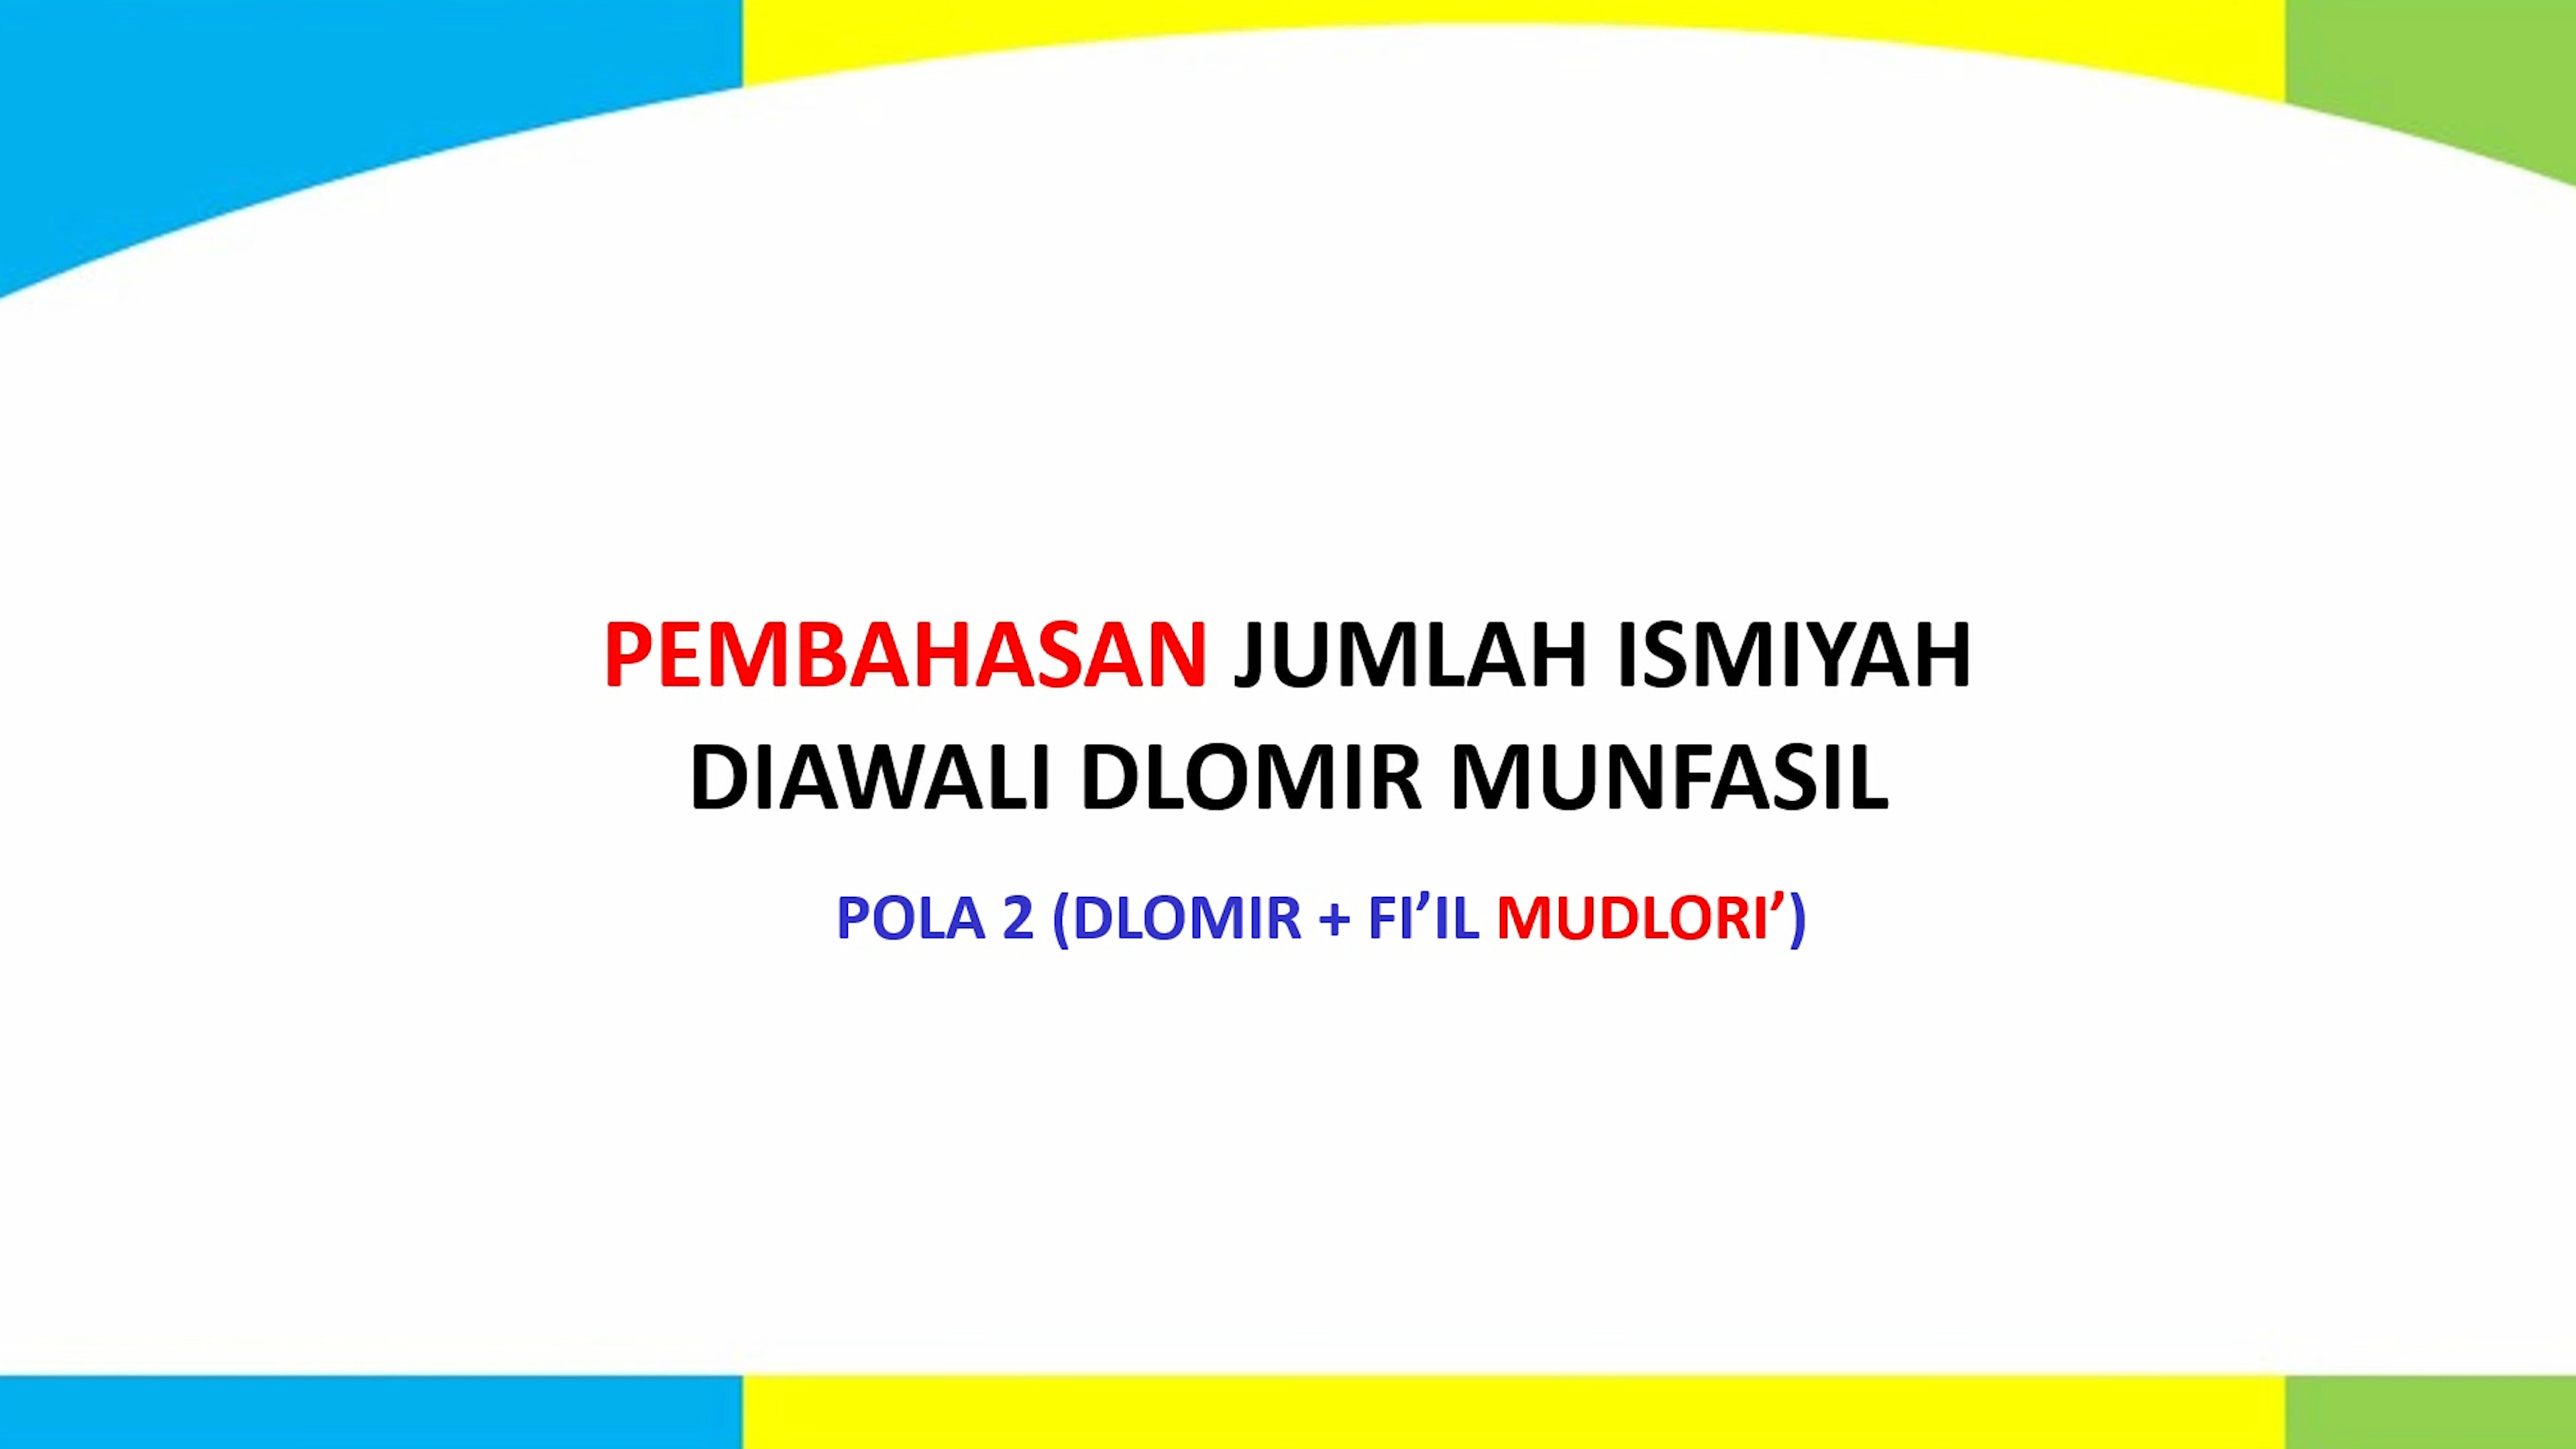 PEMBAHASAN JUMLAH ISMIYAH
DIAWALI DLOMIR MUNFASIL
POLA 2 (DLOMIR + FI’IL MUDLORI’)